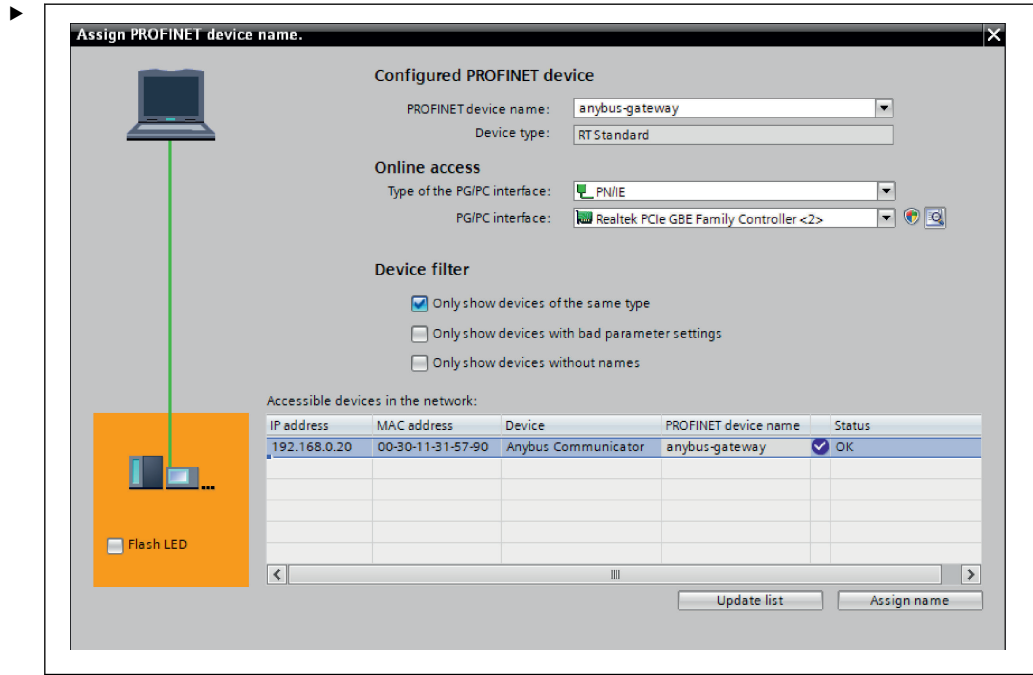 Assign PROFINET device name.
Configured PROFINET device
PROFINET device name: anybus-gateway
Device type: RT Standard
Online access
Type of the PG/PC interface: PN/IE
PG/PC interface: Realtek PCIe GBE Family Controller <2>
Device filter
Only show devices of the same type
Only show devices with bad parameter settings
Only show devices without names
Accessible devices in the network:
IP address MAC address Device PROFINET device name Status
192.168.0.20 00-30-11-31-57-90 Anybus Communicator anybus-gateway OK
Flash LED
Update list Assign name